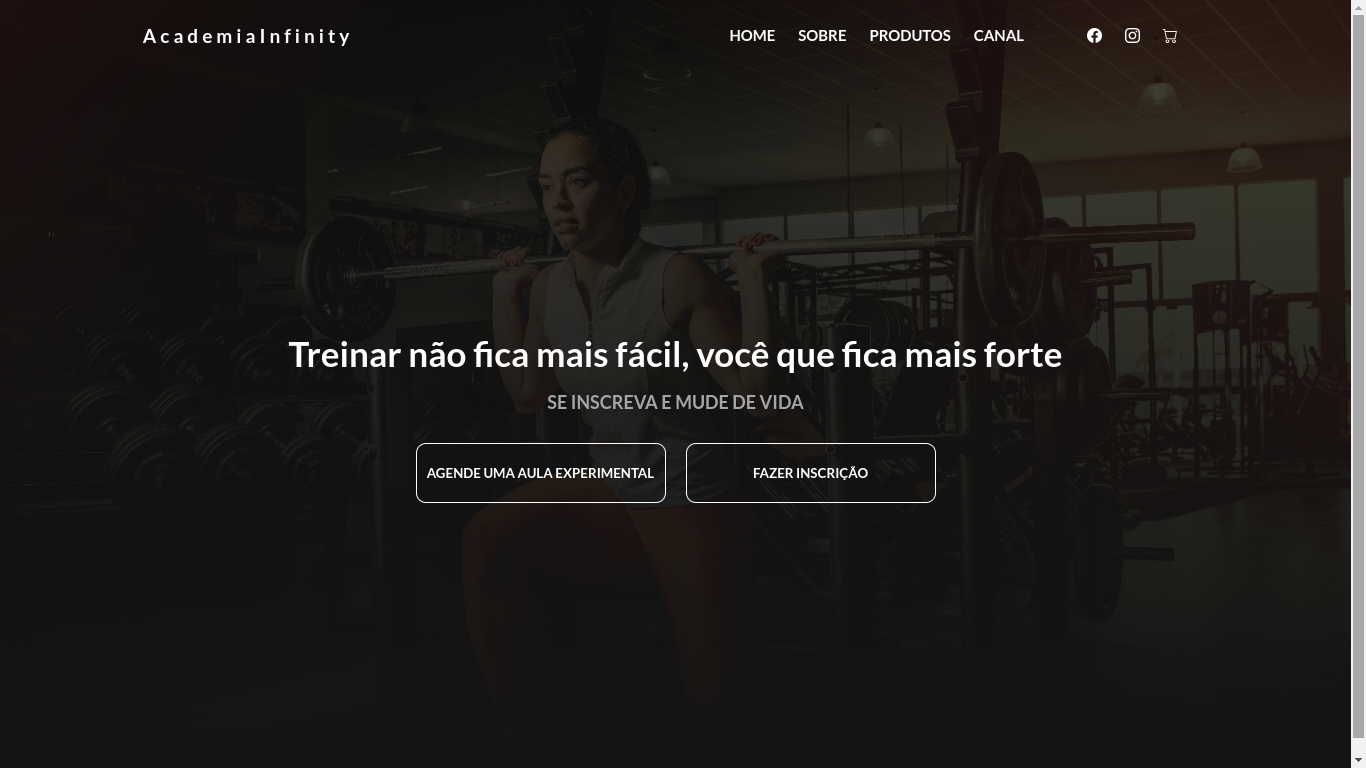 AcademiaInfinity
HOME SOBRE PRODUTOS CANAL
Treinar não fica mais fácil, você que fica mais forte
SE INSCREVA E MUDE DE VIDA
AGENDE UMA AULA EXPERIMENTAL
FAZER INSCRIÇÃO